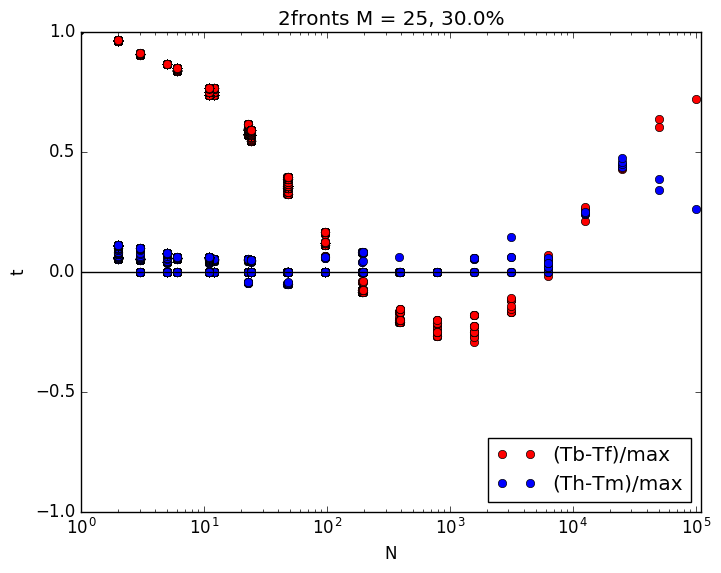 2fronts M = 25, 30.0%
1.0
0.5
0.0
−0.5
−1.0
t
10^0
10^1
10^2
10^3
10^4
10^5
N
(Tb-Tf)/max
(Th-Tm)/max